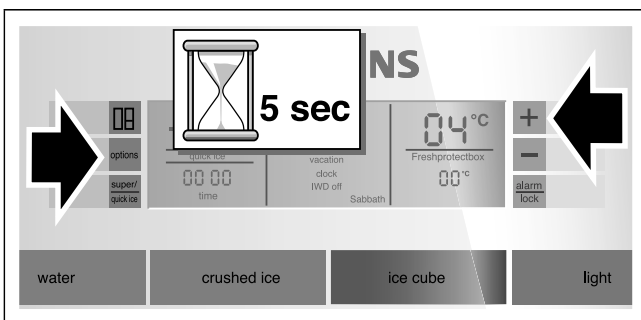 NS
5 sec
04°C
options
quick ice
vacation
Freshprotectbox
clock
super/
quick ice
00 00
IWD off
00°C
alarm
lock
time
Sabbath
water
crushed ice
ice cube
light